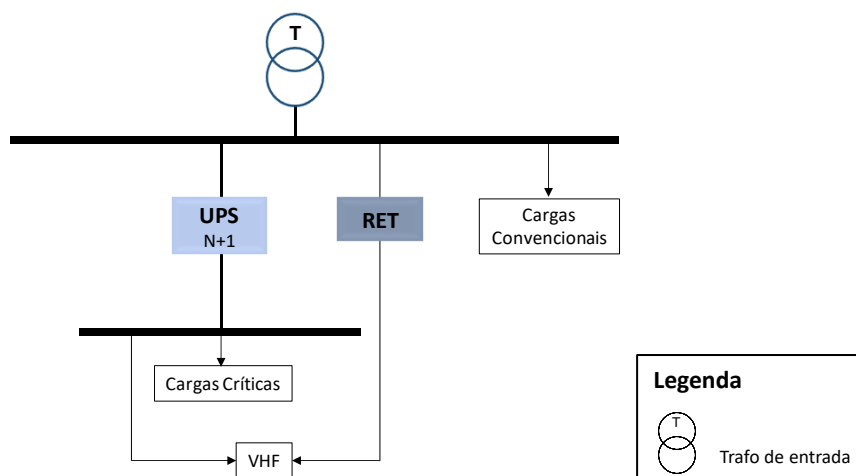 T
UPS
N+1
RET
Cargas
Convencionais
Cargas Críticas
VHF
Legenda
T
Trafo de entrada